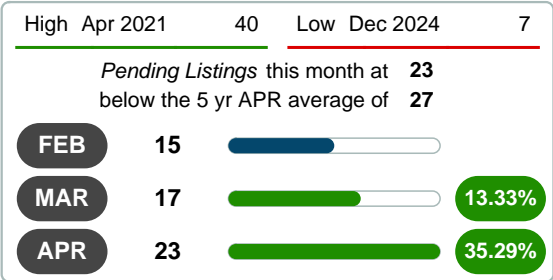 High Apr 2021 40 Low Dec 2024 7
Pending Listings this month at 23
below the 5 yr APR average of 27
FEB 15
MAR 17 13.33%
APR 23 35.29%